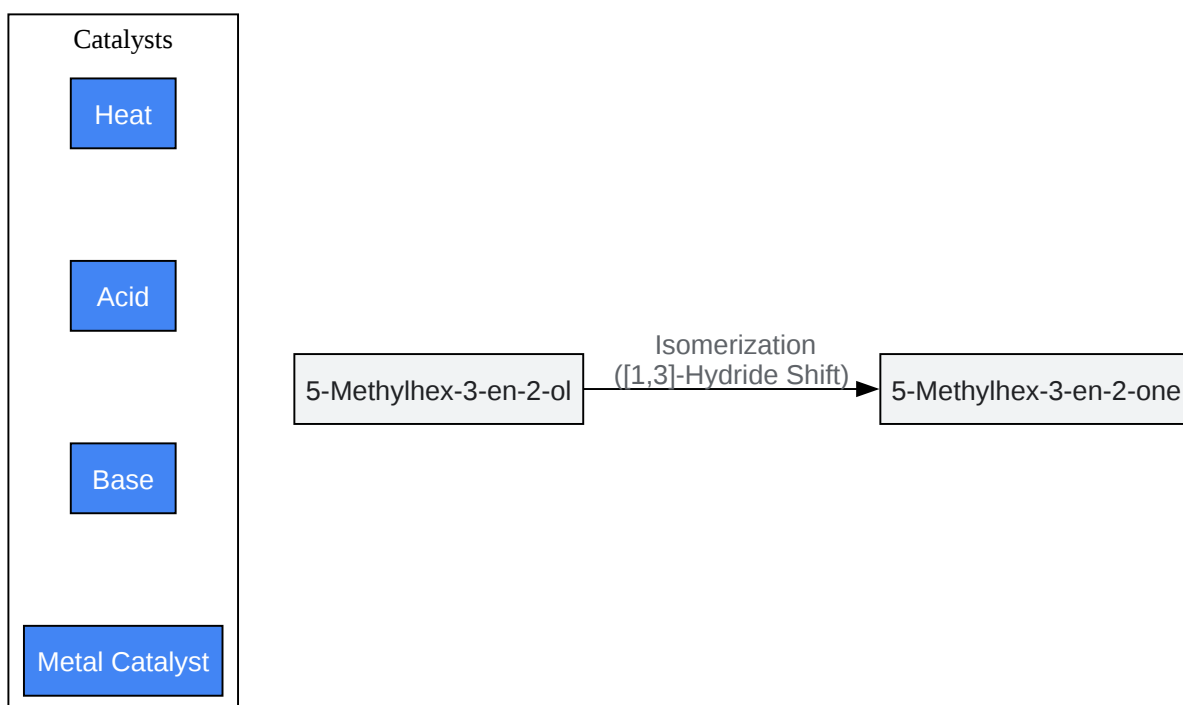 Catalysts
Heat
Acid
Base
Metal Catalyst
5-Methylhex-3-en-2-ol
Isomerization
([1,3]-Hydride Shift)
5-Methylhex-3-en-2-one